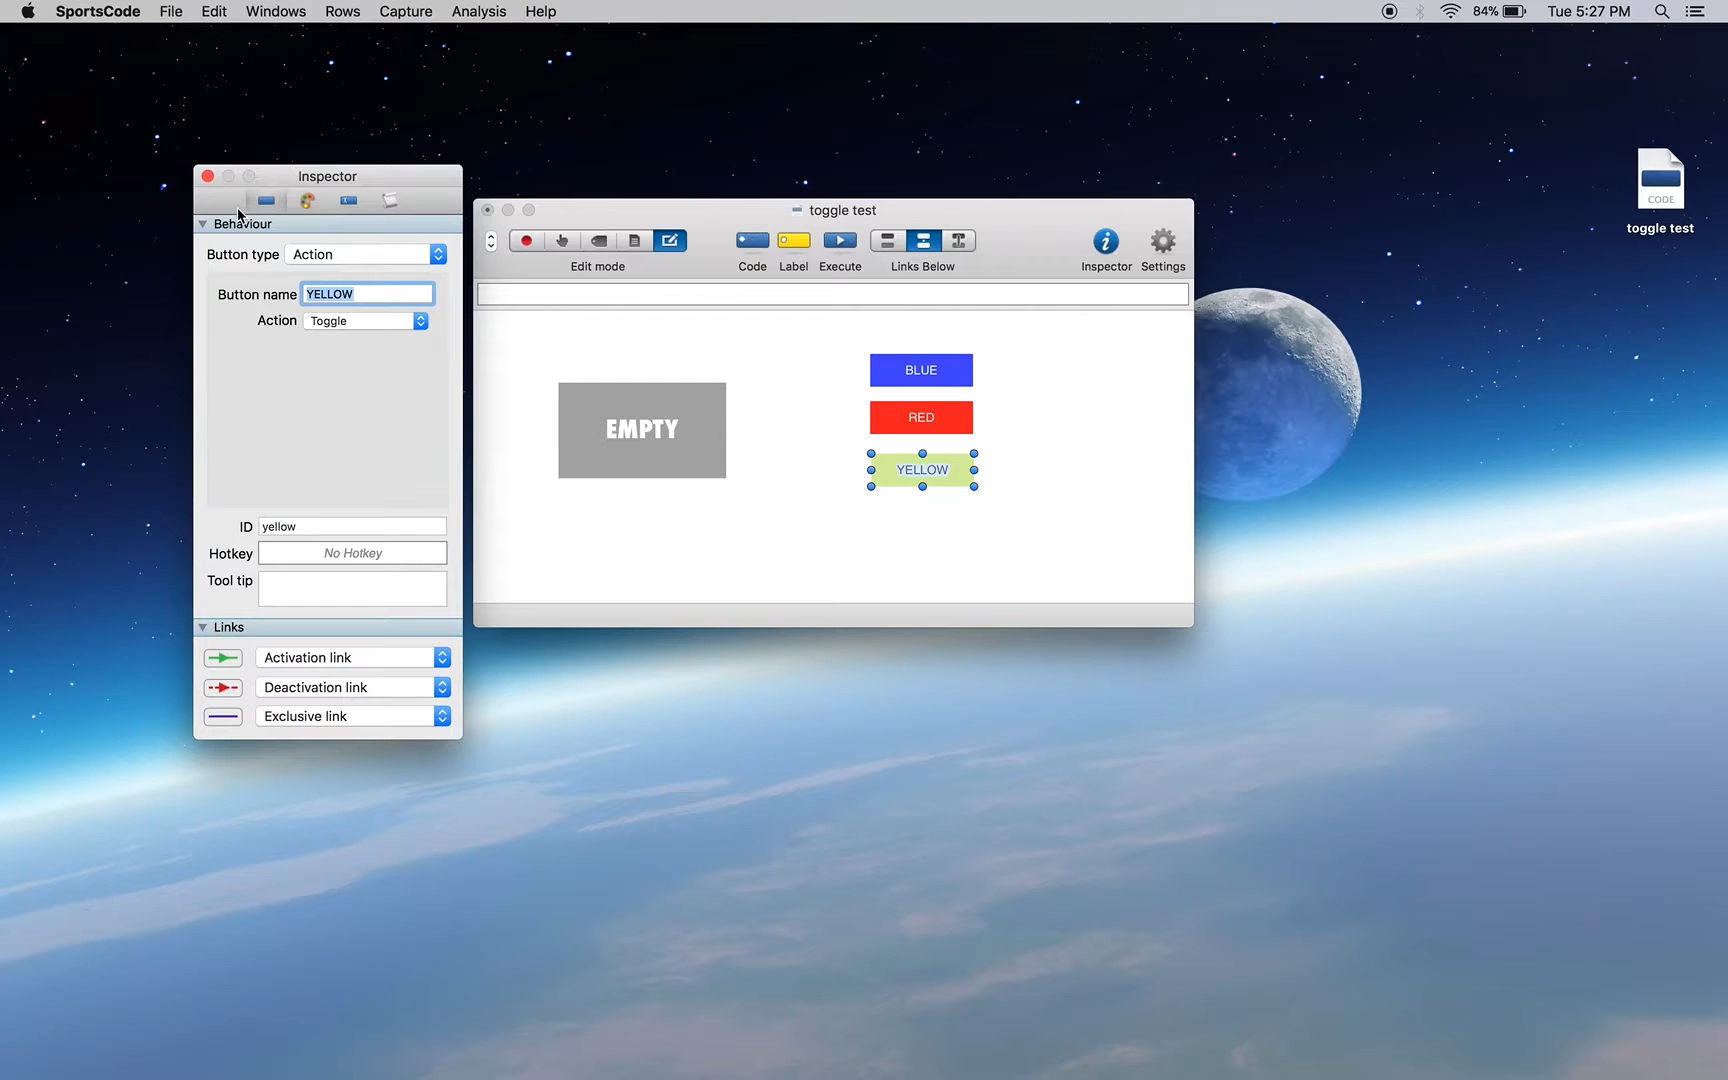 SportsCode File Edit Windows Rows Capture Analysis Help 84% Tue 5:27 PM
Inspector
Behaviour
Button type Action
Button name YELLOW
Action Toggle
ID yellow
Hotkey No Hotkey
Tool tip
Links
Activation link
Deactivation link
Exclusive link
toggle test
Edit mode Code Label Execute Links Below Inspector Settings
EMPTY
BLUE
RED
YELLOW
CODE
toggle test